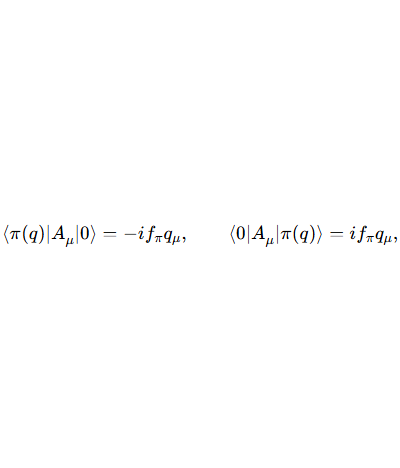 ⟨π(q)|A_μ|0⟩ = −if_π q_μ, ⟨0|A_μ|π(q)⟩ = if_π q_μ,